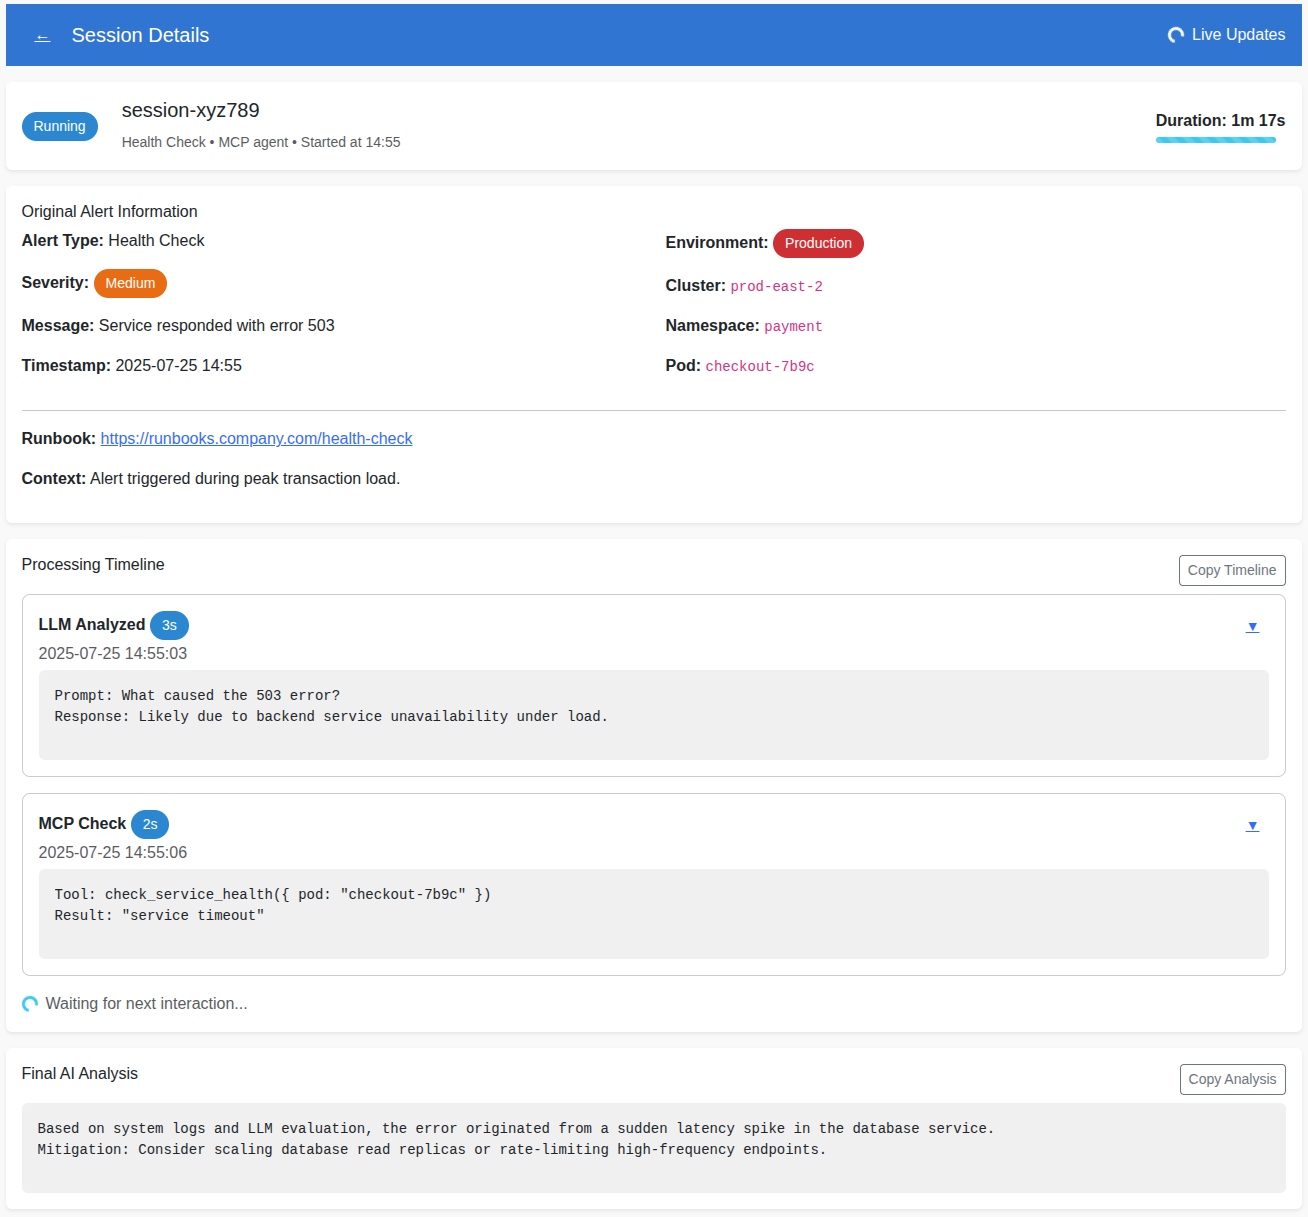 ← Session Details
Live Updates
Running
session-xyz789
Health Check • MCP agent • Started at 14:55
Duration: 1m 17s
Original Alert Information
Alert Type: Health Check
Severity: Medium
Message: Service responded with error 503
Timestamp: 2025-07-25 14:55
Environment: Production
Cluster: prod-east-2
Namespace: payment
Pod: checkout-7b9c
Runbook: https://runbooks.company.com/health-check
Context: Alert triggered during peak transaction load.
Processing Timeline
Copy Timeline
LLM Analyzed 3s
▼
2025-07-25 14:55:03
Prompt: What caused the 503 error?
Response: Likely due to backend service unavailability under load.
MCP Check 2s
▼
2025-07-25 14:55:06
Tool: check_service_health({ pod: "checkout-7b9c" })
Result: "service timeout"
Waiting for next interaction...
Final AI Analysis
Copy Analysis
Based on system logs and LLM evaluation, the error originated from a sudden latency spike in the database service.
Mitigation: Consider scaling database read replicas or rate-limiting high-frequency endpoints.